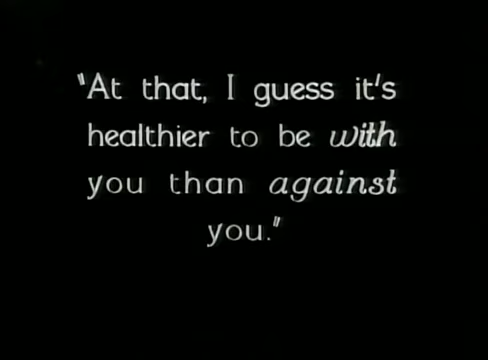 "At that, I guess it's
healthier to be with
you than against
you."